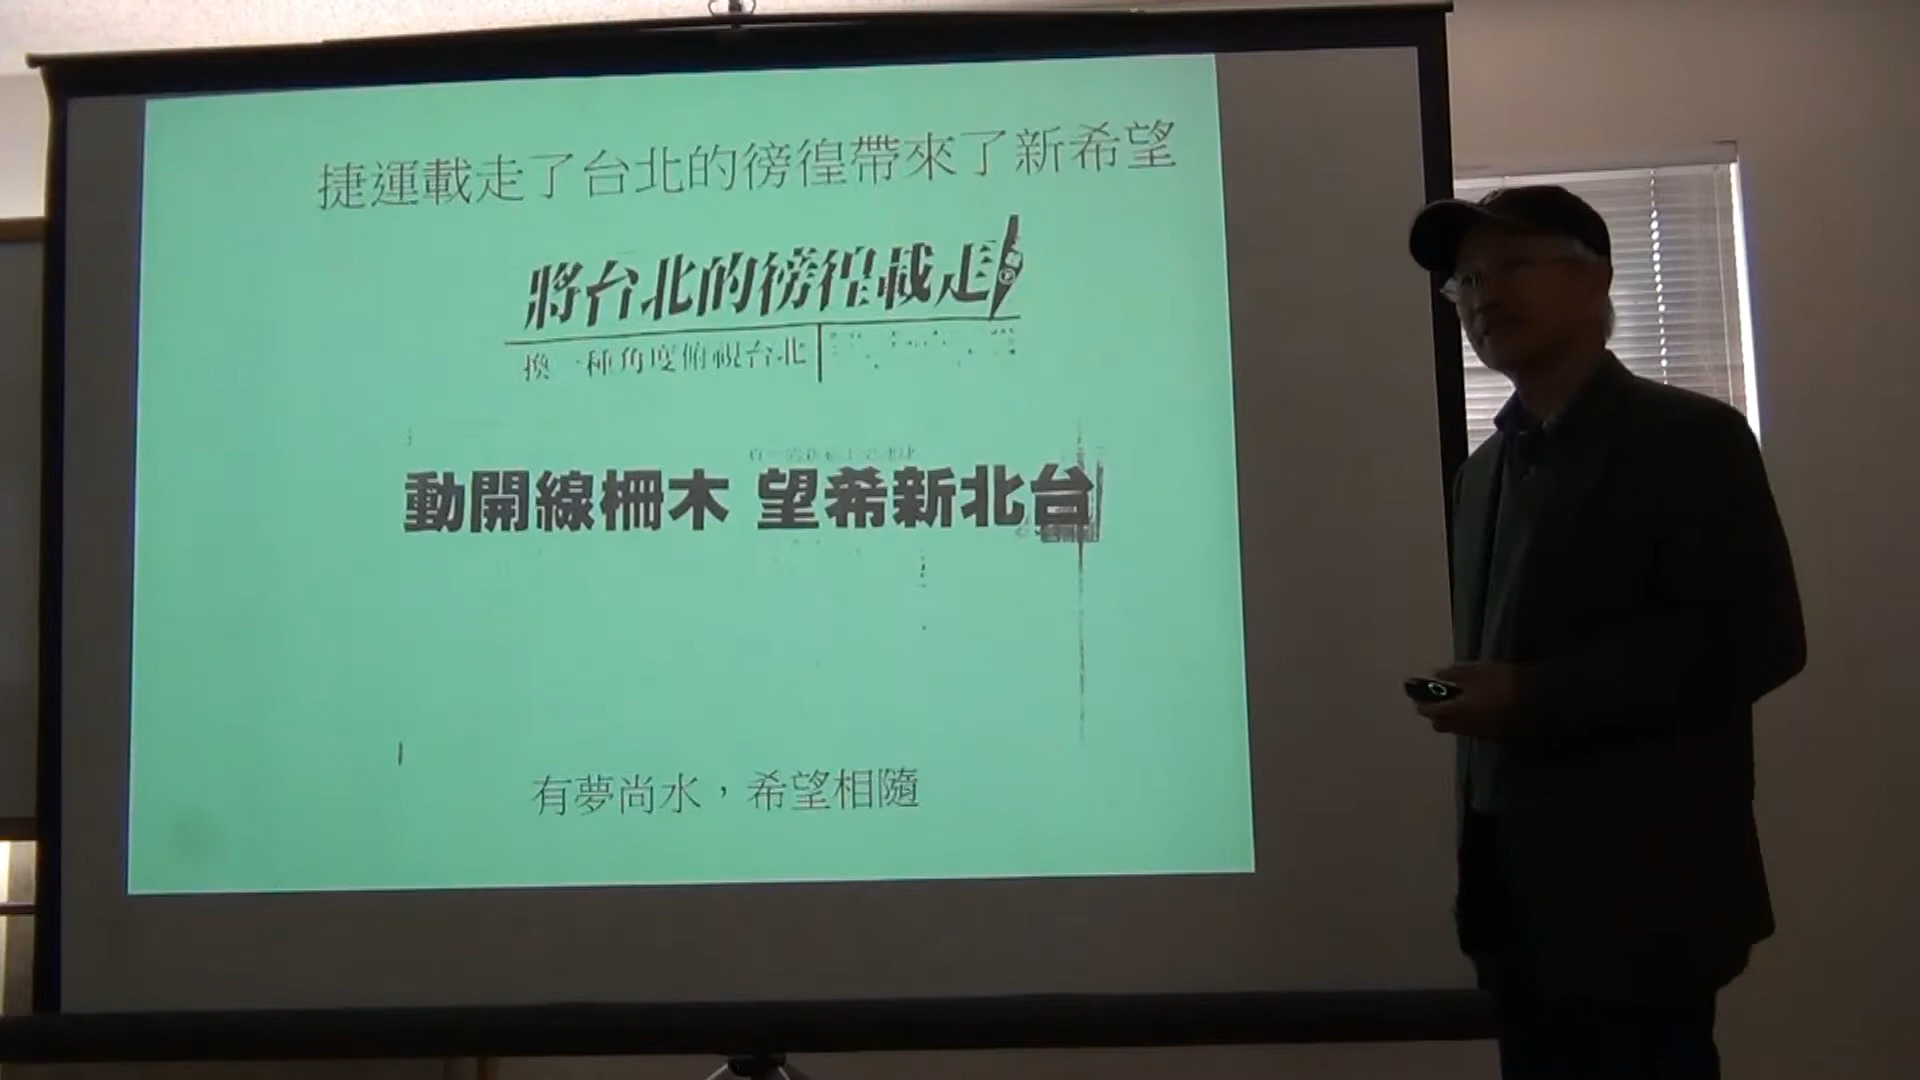 捷運載走了台北的徬徨帶來了新希望
將台北的徬徨載走
換一種角度俯視台北
台北新希望 木柵線開動
有夢尚水，希望相隨